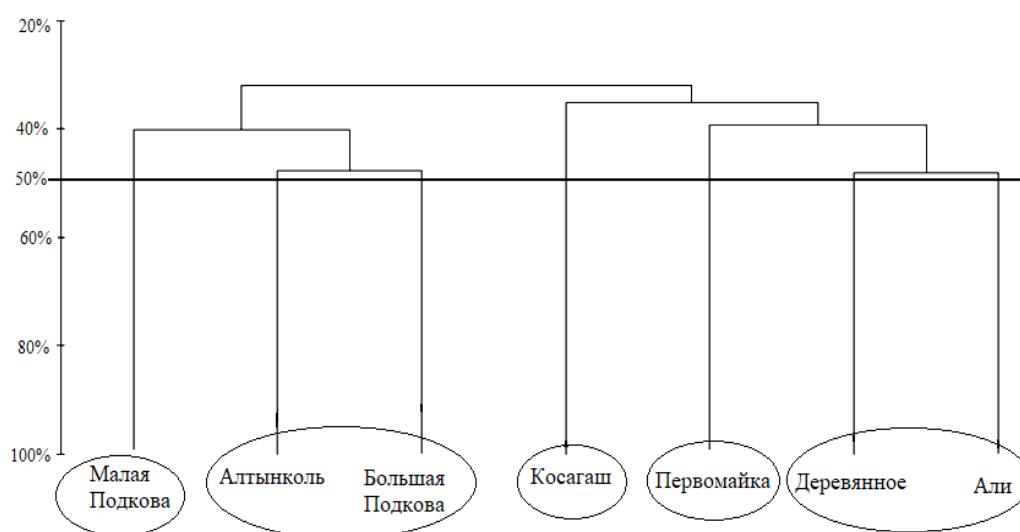 20%
40%
50%
60%
80%
100%
Малая
Подкова
Алтынколь
Большая
Подкова
Косагаш
Первомайка
Деревянное
Али